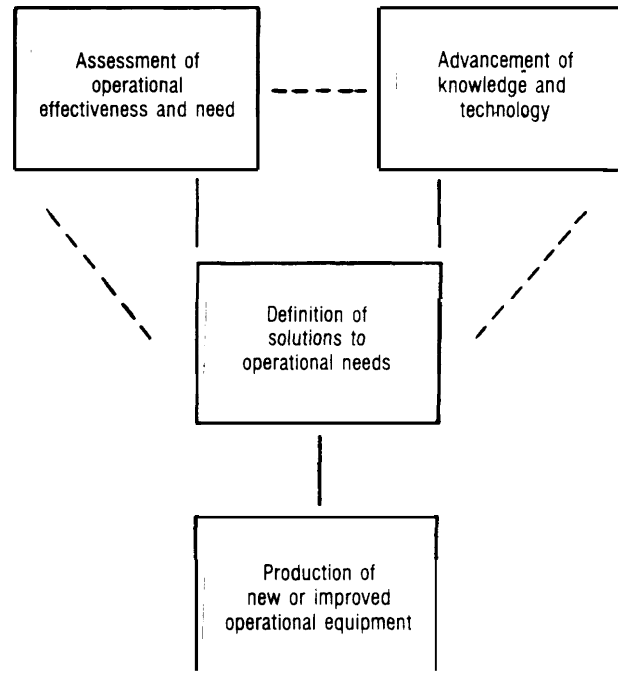 Assessment of
operational
effectiveness and need
Advancement of
knowledge and
technology
Definition of
solutions to
operational needs
Production of
new or improved
operational equipment